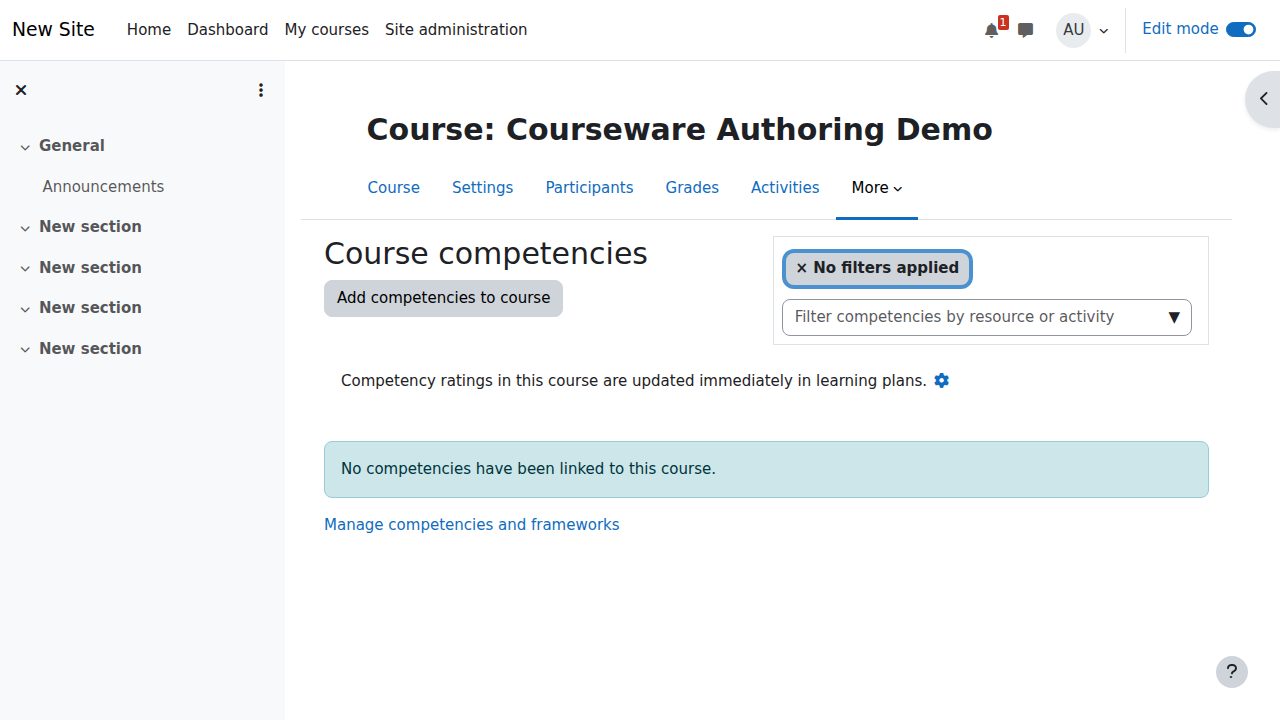 New Site
Home
Dashboard
My courses
Site administration
1
AU
Edit mode
General
Announcements
New section
New section
New section
New section
Course: Courseware Authoring Demo
Course
Settings
Participants
Grades
Activities
More
Course competencies
Add competencies to course
× No filters applied
Filter competencies by resource or activity ▼
Competency ratings in this course are updated immediately in learning plans.
No competencies have been linked to this course.
Manage competencies and frameworks
?